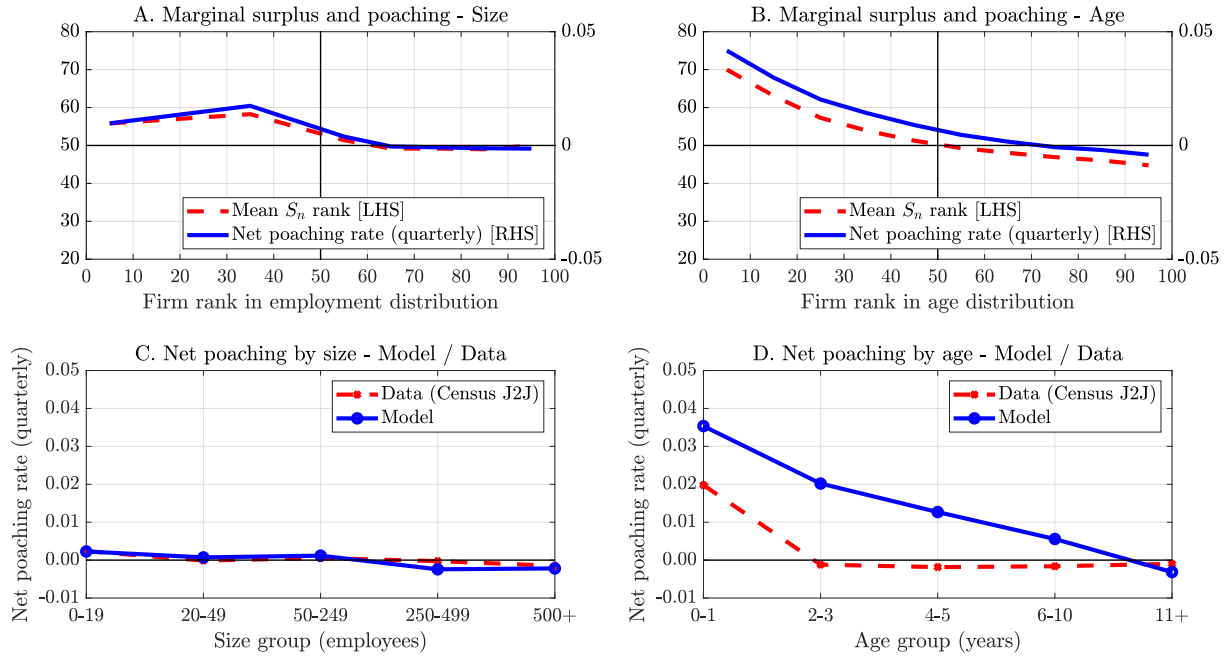 A. Marginal surplus and poaching - Size
80
70
60
50
40
30
20
0.05
0
-0.05
Mean Sn rank [LHS]
Net poaching rate (quarterly) [RHS]
0 10 20 30 40 50 60 70 80 90 100
Firm rank in employment distribution
B. Marginal surplus and poaching - Age
80
70
60
50
40
30
20
0.05
0
-0.05
Mean Sn rank [LHS]
Net poaching rate (quarterly) [RHS]
0 10 20 30 40 50 60 70 80 90 100
Firm rank in age distribution
C. Net poaching by size - Model / Data
Net poaching rate (quarterly)
0.05
0.04
0.03
0.02
0.01
0.00
-0.01
Data (Census J2J)
Model
0-19 20-49 50-249 250-499 500+
Size group (employees)
D. Net poaching by age - Model / Data
Net poaching rate (quarterly)
0.05
0.04
0.03
0.02
0.01
0.00
-0.01
Data (Census J2J)
Model
0-1 2-3 4-5 6-10 11+
Age group (years)